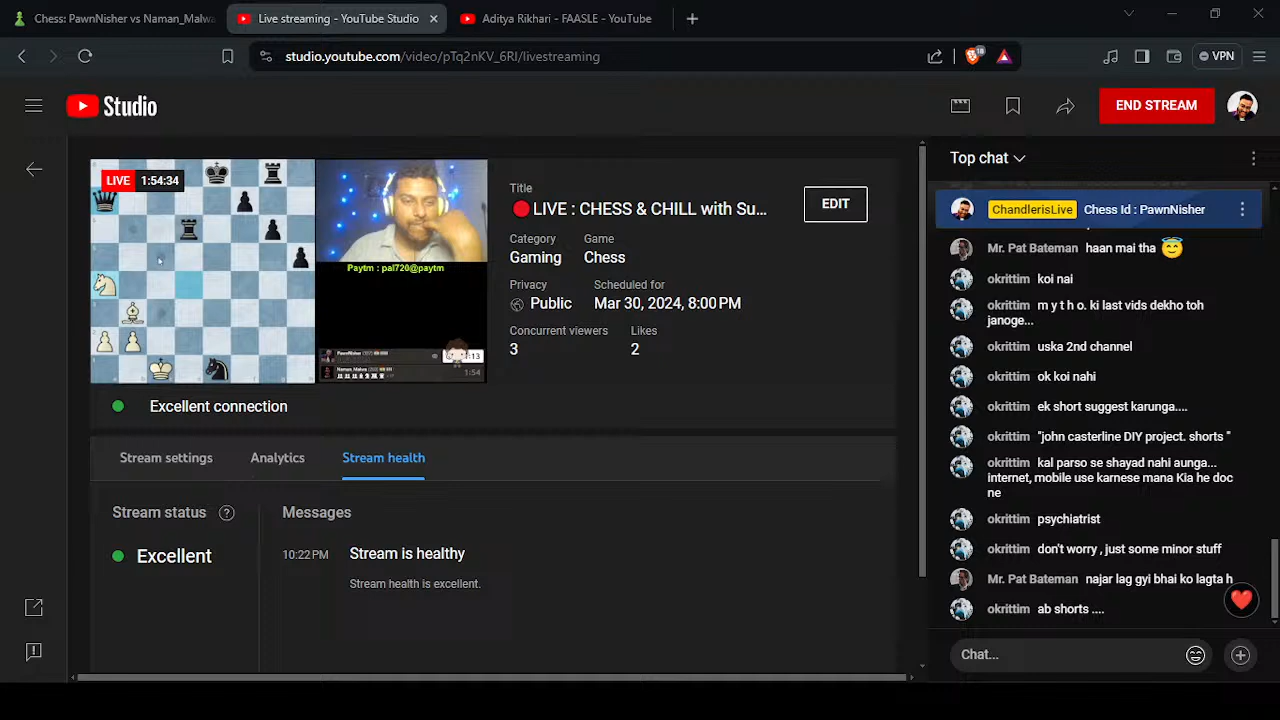 Chess: PawnNisher vs Naman_Malwa
Live streaming - YouTube Studio
Aditya Rikhari - FAASLE - YouTube
studio.youtube.com/video/pTq2nKV_6RI/livestreaming
18
VPN
Studio
END STREAM
LIVE 1:54:34
Paytm : pal720@paytm
PawnNisher
Naman_Malwa
1:54
Title
🔴LIVE : CHESS & CHILL with Su...
EDIT
Category
Gaming
Game
Chess
Privacy
Public
Scheduled for
Mar 30, 2024, 8:00 PM
Concurrent viewers
3
Likes
2
Excellent connection
Stream settings
Analytics
Stream health
Stream status
Excellent
Messages
10:22 PM
Stream is healthy
Stream health is excellent.
Top chat
ChandlerisLive Chess Id : PawnNisher
Mr. Pat Bateman haan mai tha 😇
okrittim koi nai
okrittim m y t h o. ki last vids dekho toh
janoge...
okrittim uska 2nd channel
okrittim ok koi nahi
okrittim ek short suggest karunga....
okrittim "john casterline DIY project. shorts "
okrittim kal parso se shayad nahi aunga...
internet, mobile use karnese mana Kia he doc
ne
okrittim psychiatrist
okrittim don't worry , just some minor stuff
Mr. Pat Bateman najar lag gyi bhai ko lagta h
okrittim ab shorts ....
Chat...